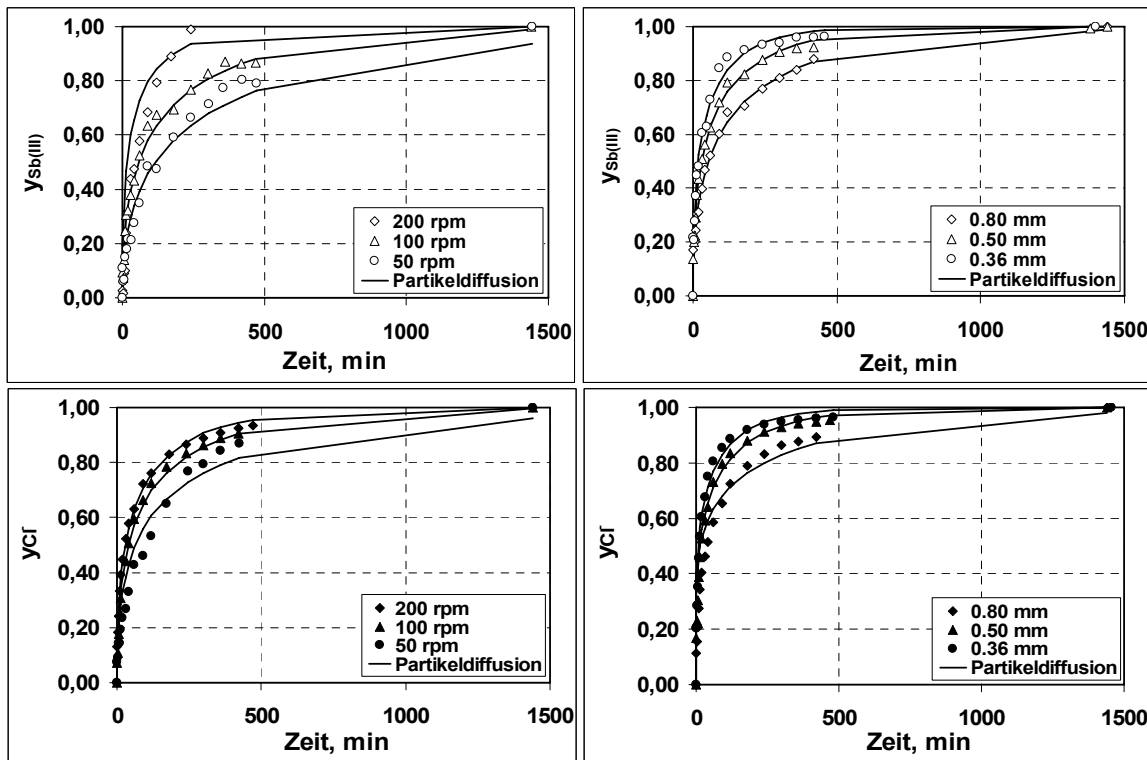 1,00
0,80
0,60
0,40
0,20
0,00
ySb(III)
200 rpm
100 rpm
50 rpm
Partikeldiffusion
0 500 1000 1500
Zeit, min
1,00
0,80
0,60
0,40
0,20
0,00
ySb(III)
0.80 mm
0.50 mm
0.36 mm
Partikeldiffusion
0 500 1000 1500
Zeit, min
1,00
0,80
0,60
0,40
0,20
0,00
yCl-
200 rpm
100 rpm
50 rpm
Partikeldiffusion
0 500 1000 1500
Zeit, min
1,00
0,80
0,60
0,40
0,20
0,00
yCl-
0.80 mm
0.50 mm
0.36 mm
Partikeldiffusion
0 500 1000 1500
Zeit, min